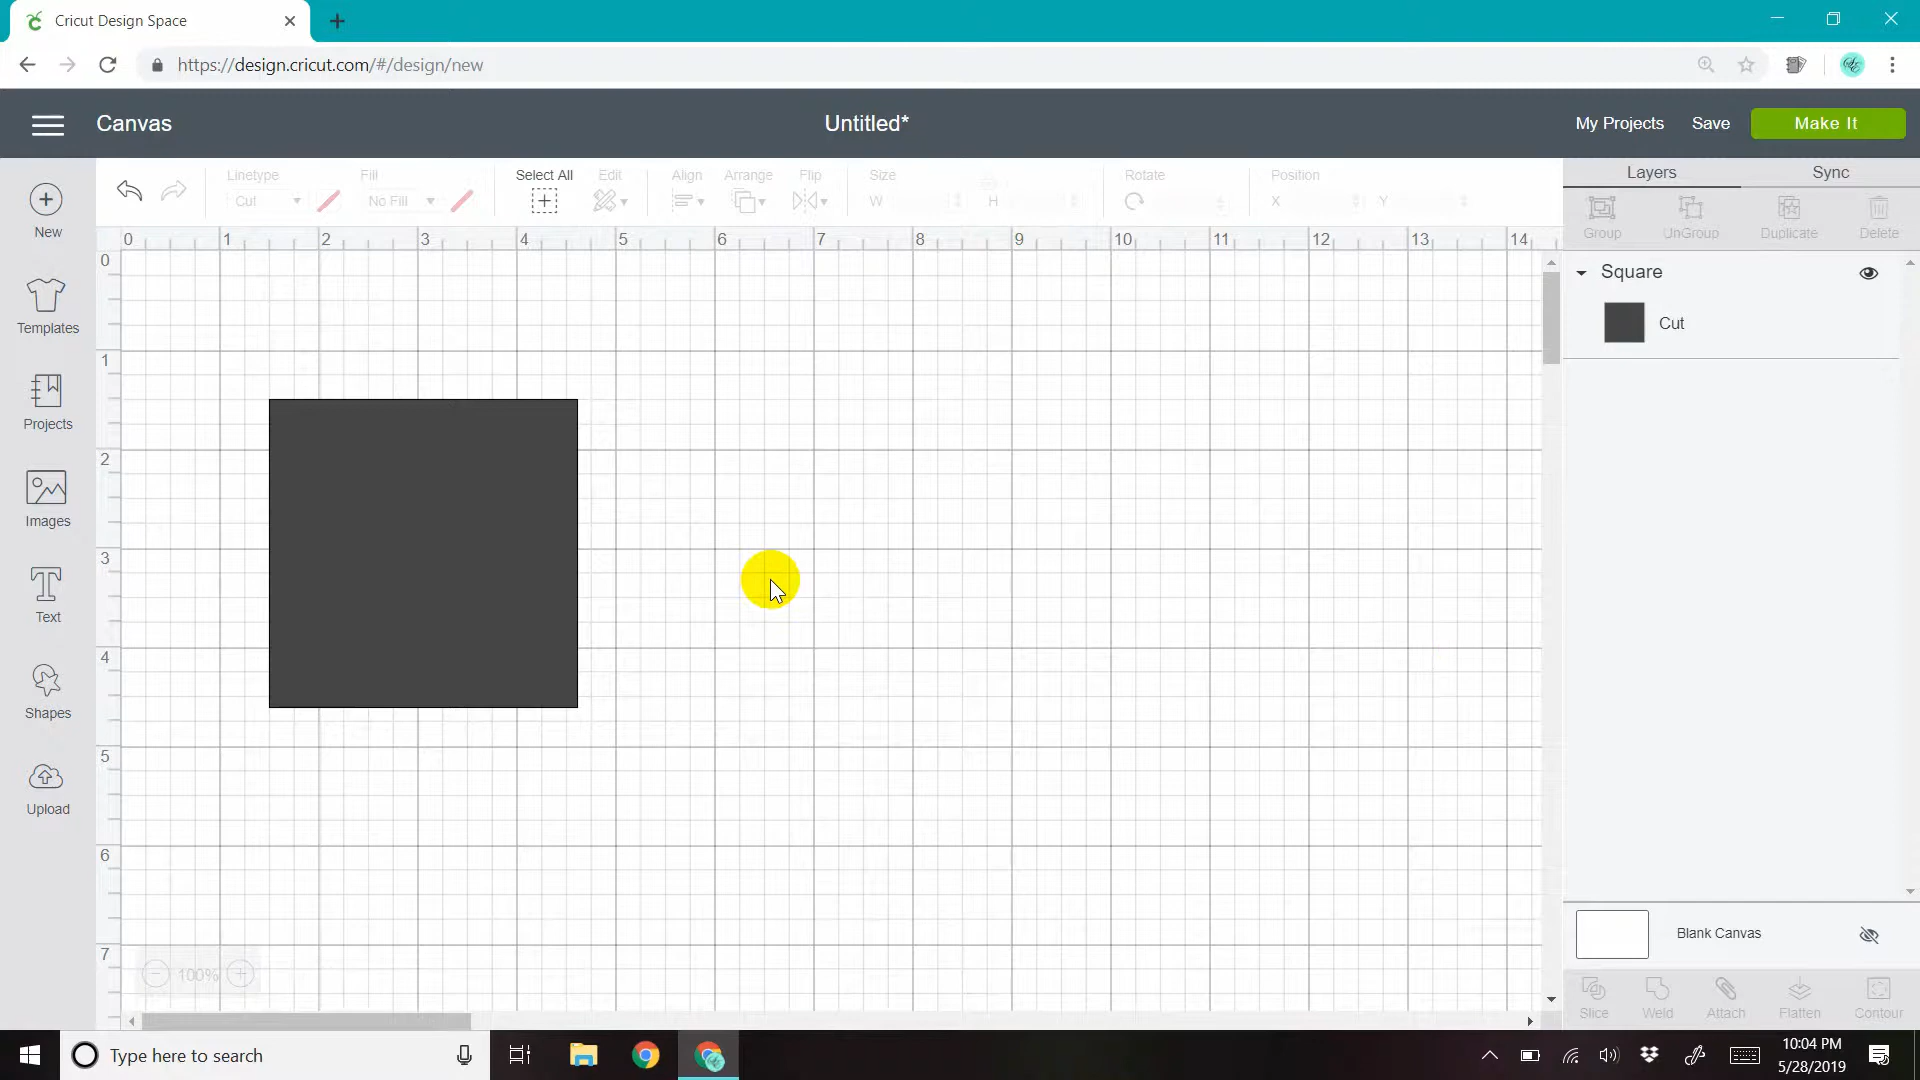 Cricut Design Space
https://design.cricut.com/#/design/new
Canvas
Untitled*
My Projects
Save
Make It
Linetype
Cut
Fill
No Fill
Select All
Edit
Align
Arrange
Flip
Size
W
H
Rotate
Position
X
Y
Layers
Sync
Group
UnGroup
Duplicate
Delete
New
Templates
Projects
Images
Text
Shapes
Upload
0 1 2 3 4 5 6 7 8 9 10 11 12 13 14
0
1
2
3
4
5
6
7
Square
Cut
100%
Blank Canvas
Slice
Weld
Attach
Flatten
Contour
Type here to search
10:04 PM
5/28/2019